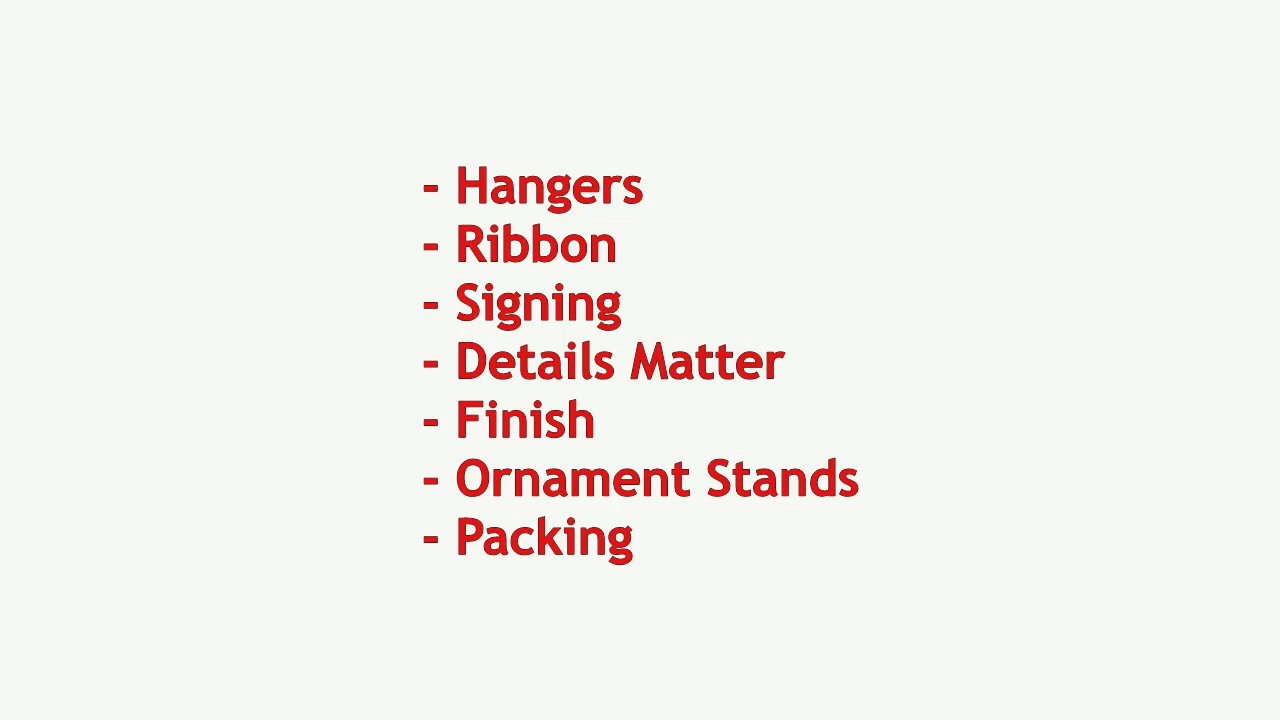 - Hangers
- Ribbon
- Signing
- Details Matter
- Finish
- Ornament Stands
- Packing